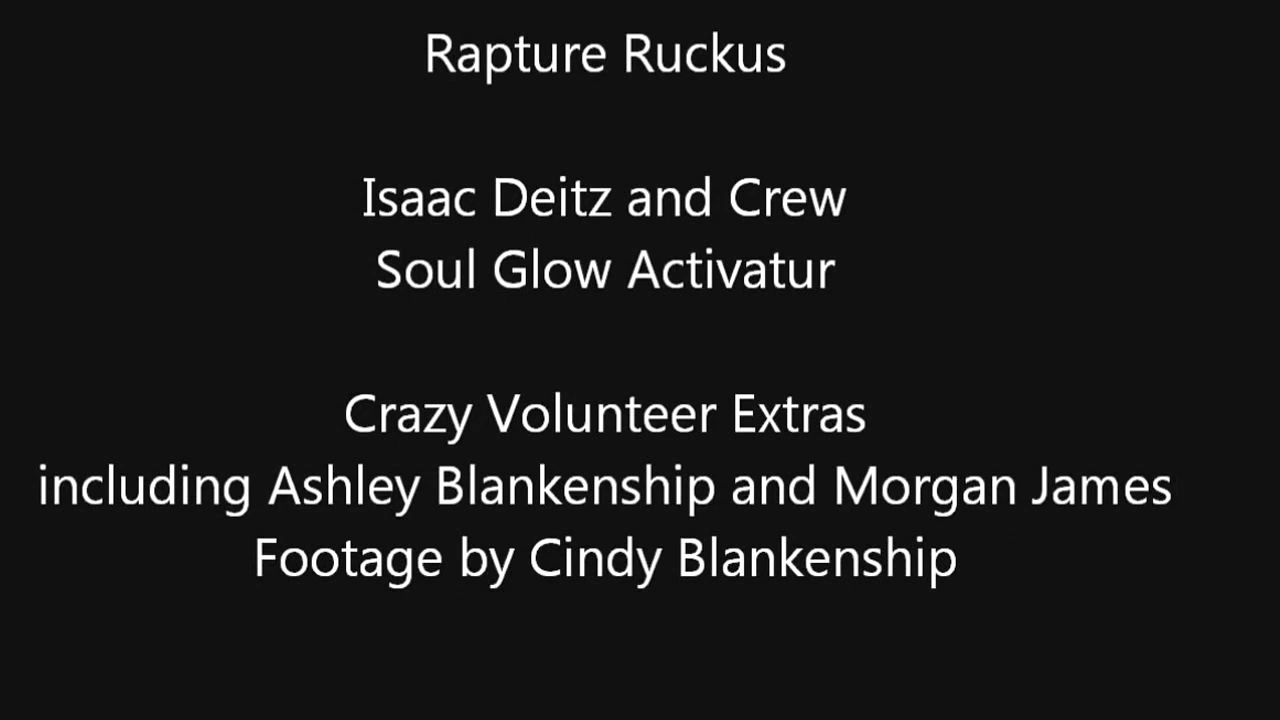 Rapture Ruckus
Isaac Deitz and Crew
Soul Glow Activatur
Crazy Volunteer Extras
including Ashley Blankenship and Morgan James
Footage by Cindy Blankenship